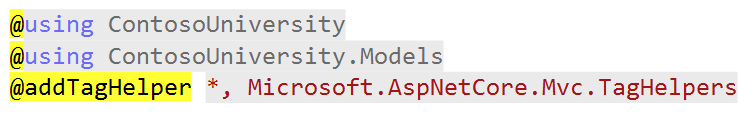 @using ContosoUniversity
@using ContosoUniversity.Models
@addTagHelper *, Microsoft.AspNetCore.Mvc.TagHelpers